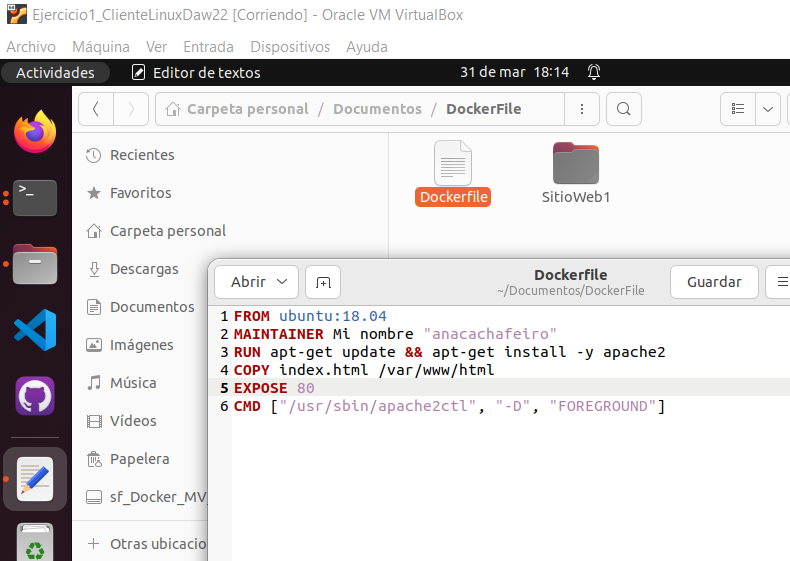 Ejercicio1_ClienteLinuxDaw22 [Corriendo] - Oracle VM VirtualBox
Archivo Máquina Ver Entrada Dispositivos Ayuda
Actividades Editor de textos 31 de mar 18:14
Carpeta personal / Documentos / DockerFile
Recientes
Favoritos
Carpeta personal
Descargas
Documentos
Imágenes
Música
Vídeos
Papelera
sf_Docker_MV_
Otras ubicacio
Dockerfile
SitioWeb1
Abrir
Dockerfile
~/Documentos/DockerFile
Guardar
1 FROM ubuntu:18.04
2 MAINTAINER Mi nombre "anacachafeiro"
3 RUN apt-get update && apt-get install -y apache2
4 COPY index.html /var/www/html
5 EXPOSE 80
6 CMD ["/usr/sbin/apache2ctl", "-D", "FOREGROUND"]